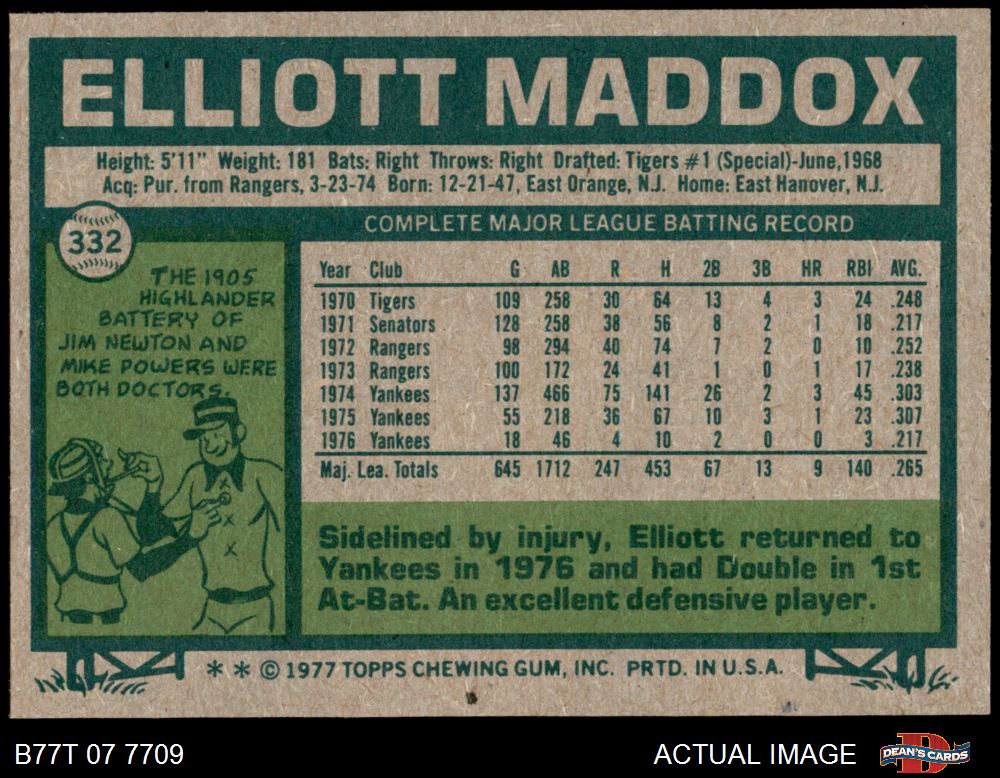 ELLIOTT MADDOX
Height: 5'11" Weight: 181 Bats: Right Throws: Right Drafted: Tigers #1 (Special)-June,1968
Acq: Pur. from Rangers, 3-23-74 Born: 12-21-47, East Orange, N.J. Home: East Hanover, N.J.
332
THE 1905
HIGHLANDER
BATTERY OF
JIM NEWTON AND
MIKE POWERS WERE
BOTH DOCTORS.
COMPLETE MAJOR LEAGUE BATTING RECORD
Year Club G AB R H 2B 3B HR RBI AVG.
1970 Tigers 109 258 30 64 13 4 3 24 .248
1971 Senators 128 258 38 56 8 2 1 18 .217
1972 Rangers 98 294 40 74 7 2 0 10 .252
1973 Rangers 100 172 24 41 1 0 1 17 .238
1974 Yankees 137 466 75 141 26 2 3 45 .303
1975 Yankees 55 218 36 67 10 3 1 23 .307
1976 Yankees 18 46 4 10 2 0 0 3 .217
Maj. Lea. Totals 645 1712 247 453 67 13 9 140 .265
Sidelined by injury, Elliott returned to
Yankees in 1976 and had Double in 1st
At-Bat. An excellent defensive player.
* * © 1977 TOPPS CHEWING GUM, INC. PRTD. IN U.S.A.
B77T 07 7709 ACTUAL IMAGE DEAN'S CARDS